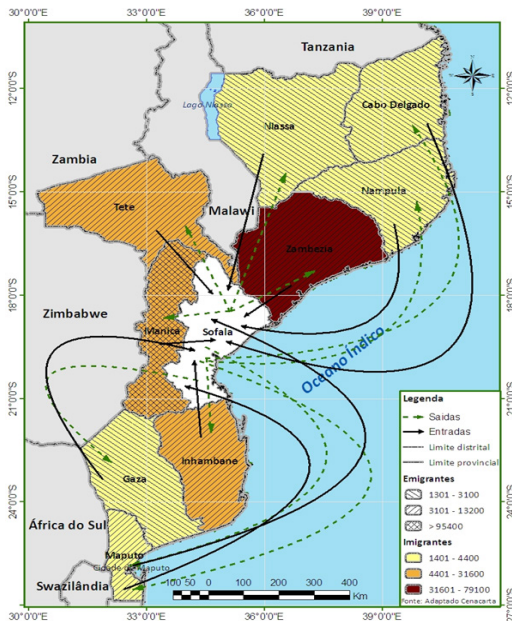 30°0'0"E 33°0'0"E 36°0'0"E 39°0'0"E
Tanzania
12°0'0"S
Lago Niassa
Cabo Delgado
Niassa
Zambia
15°0'0"S
Nampula
Tete
Malawi
Zambezia
18°0'0"S
Zimbabwe
Manica
Sofala
Oceano Índico
21°0'0"S
Inhambane
Gaza
24°0'0"S
África do Sul
Maputo
Cidade de Maputo
Swazilândia
27°0'0"S
100 50 0 100 200 300 400
Km
Legenda
Saidas
Entradas
Limite distrital
Limite provincial
Emigrantes
1301 - 3100
3101 - 13200
> 95400
Imigrantes
1401 - 4400
4401 - 31600
31601 - 79100
Fonte: Adaptado Cenacarta
30°0'0"E 33°0'0"E 36°0'0"E 39°0'0"E